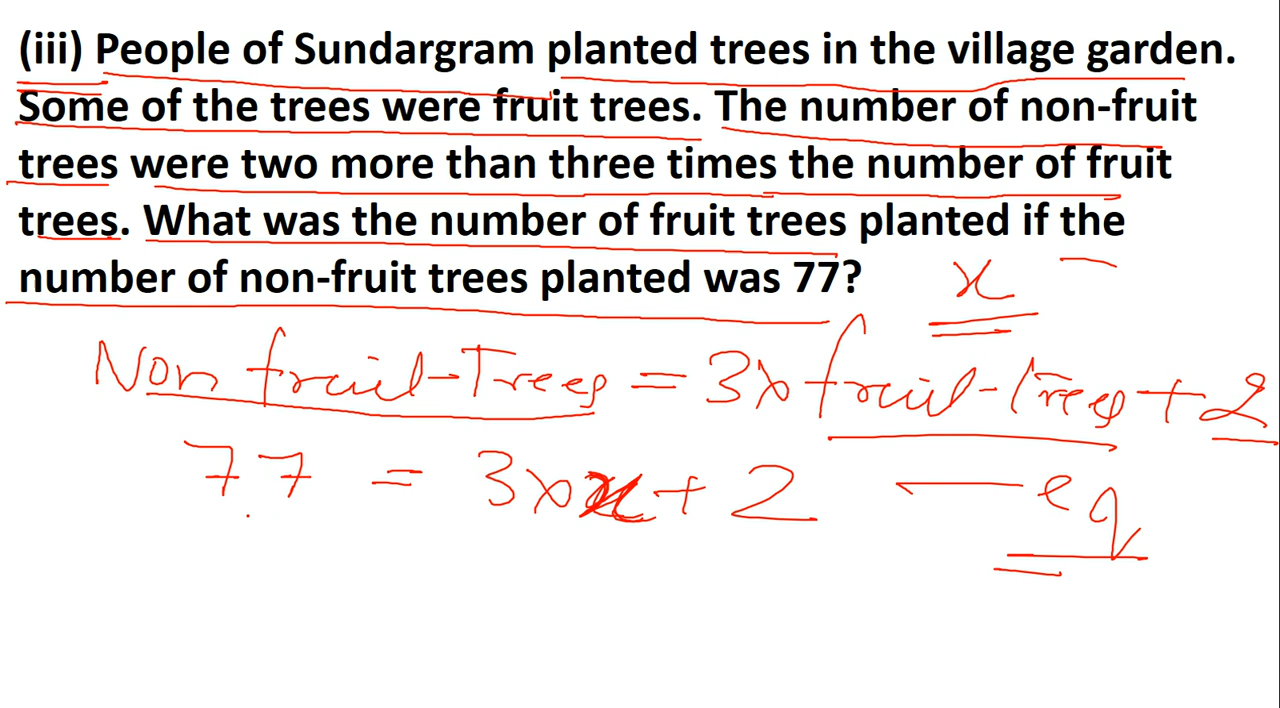 (iii) People of Sundargram planted trees in the village garden.
Some of the trees were fruit trees. The number of non-fruit
trees were two more than three times the number of fruit
trees. What was the number of fruit trees planted if the
number of non-fruit trees planted was 77?
x
Non fruit-Trees = 3x fruit-Trees + 2
77 = 3xx + 2 eq